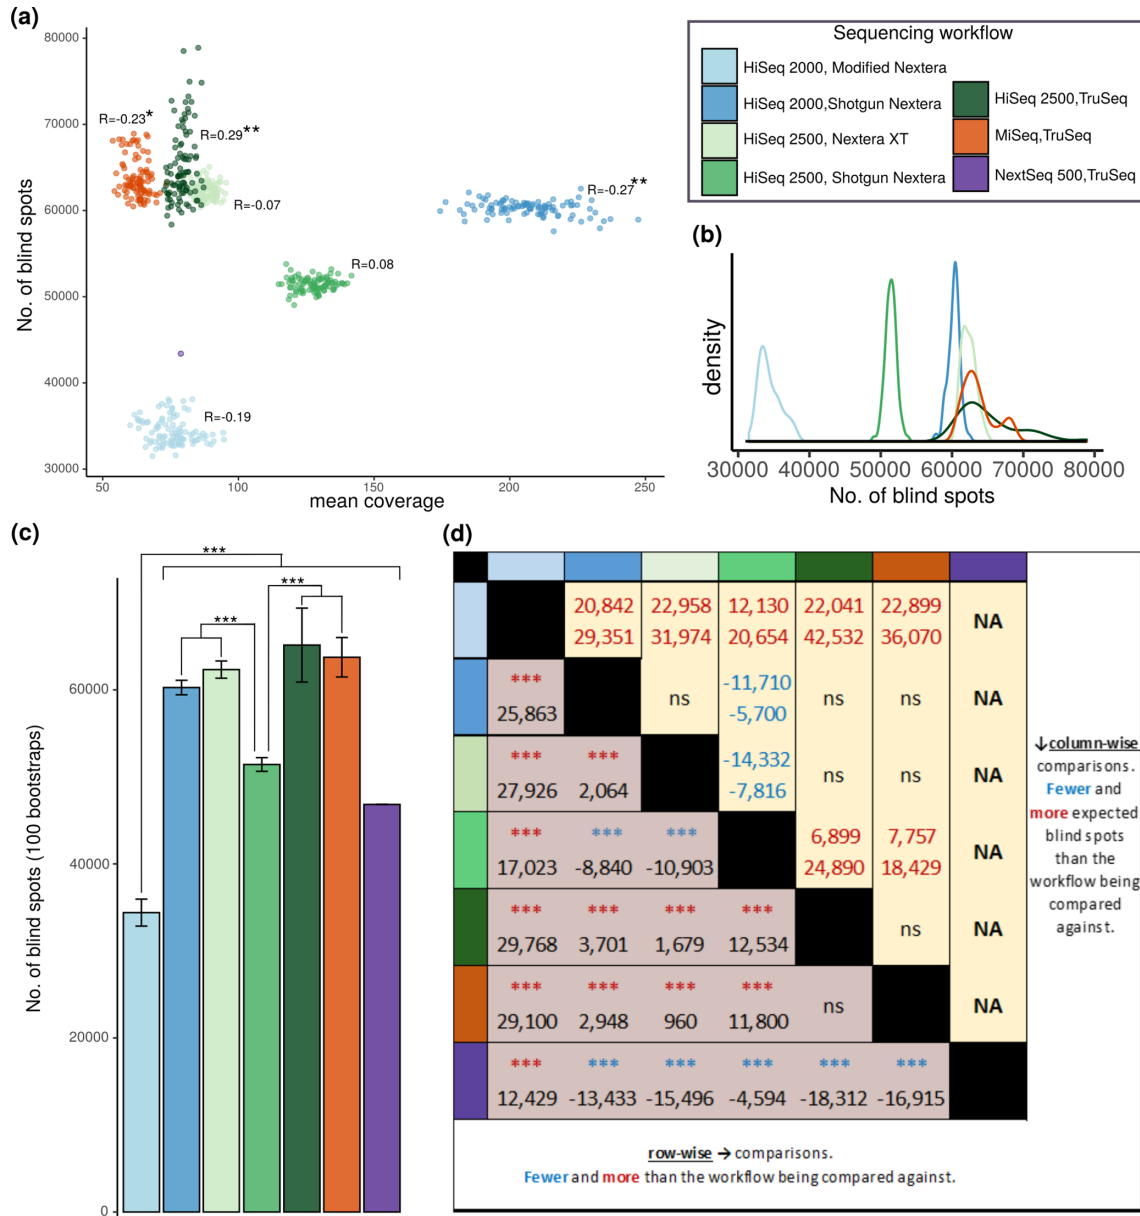 (a)
80000
70000
60000
50000
40000
30000
No. of blind spots
R=-0.23*
R=0.29**
R=-0.07
R=-0.27**
R=0.08
R=-0.19
50
100
150
200
250
mean coverage
Sequencing workflow
HiSeq 2000, Modified Nextera
HiSeq 2000,Shotgun Nextera
HiSeq 2500, Nextera XT
HiSeq 2500, Shotgun Nextera
HiSeq 2500,TruSeq
MiSeq,TruSeq
NextSeq 500,TruSeq
(b)
density
30000 40000 50000 60000 70000 80000
No. of blind spots
(c)
***
***
***
60000
40000
20000
0
No. of blind spots (100 bootstraps)
(d)
20,842 22,958 12,130 22,041 22,899
29,351 31,974 20,654 42,532 36,070
NA
***
25,863
ns
-11,710
-5,700
ns
ns
NA
*** ***
27,926 2,064
-14,332
-7,816
ns
ns
NA
*** *** ***
17,023 -8,840 -10,903
6,899 7,757
24,890 18,429
NA
*** *** *** ***
29,768 3,701 1,679 12,534
ns
NA
*** *** *** ***
29,100 2,948 960 11,800
ns
NA
*** *** *** *** *** ***
12,429 -13,433 -15,496 -4,594 -18,312 -16,915
↓column-wise
comparisons.
Fewer and
more expected
blind spots
than the
workflow being
compared
against.
row-wise → comparisons.
Fewer and more than the workflow being compared against.